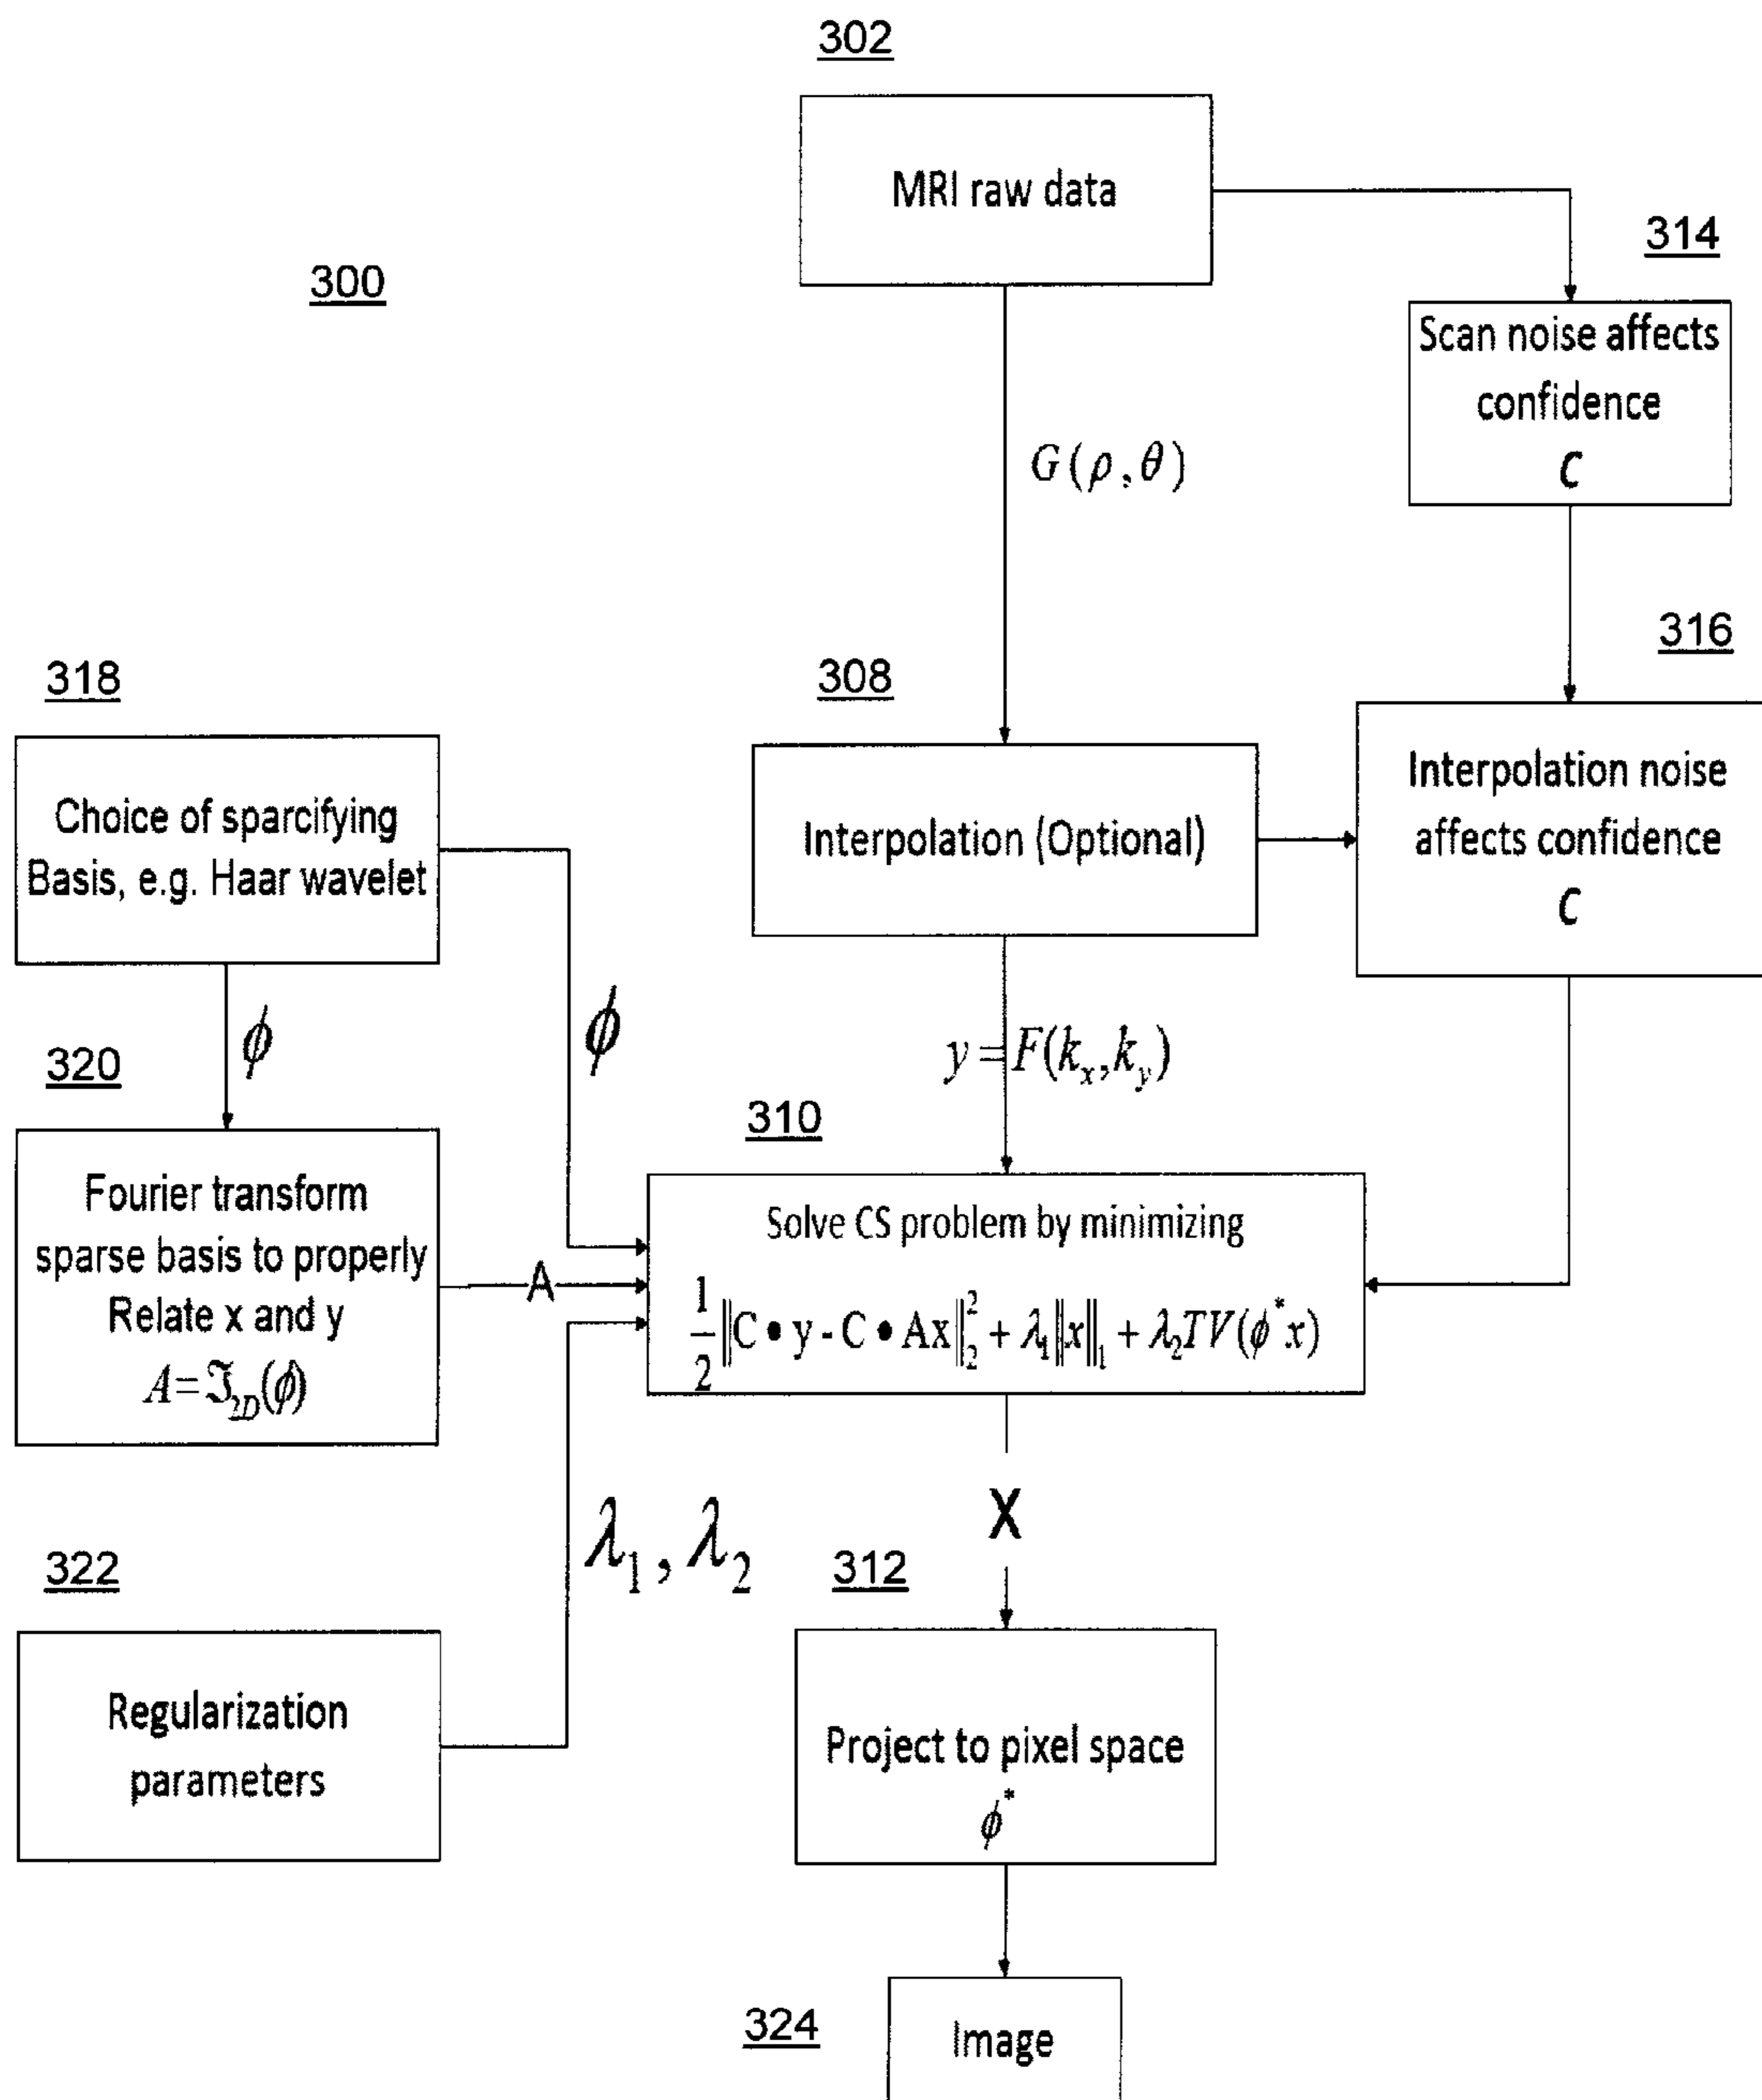 302
MRI raw data
300
314
Scan noise affects
confidence
C
G(ρ,θ)
316
Interpolation noise
affects confidence
C
308
Interpolation (Optional)
318
Choice of sparcifying
Basis, e.g. Haar wavelet
ϕ
ϕ
y = F(k_x, k_y)
320
Fourier transform
sparse basis to properly
Relate x and y
A = ℑ_2D(ϕ)
A
310
Solve CS problem by minimizing
1/2 ‖C • y - C • Ax‖₂² + λ₁‖x‖₁ + λ₂TV(ϕ*x)
λ₁, λ₂
X
322
Regularization
parameters
312
Project to pixel space
ϕ*
324
Image